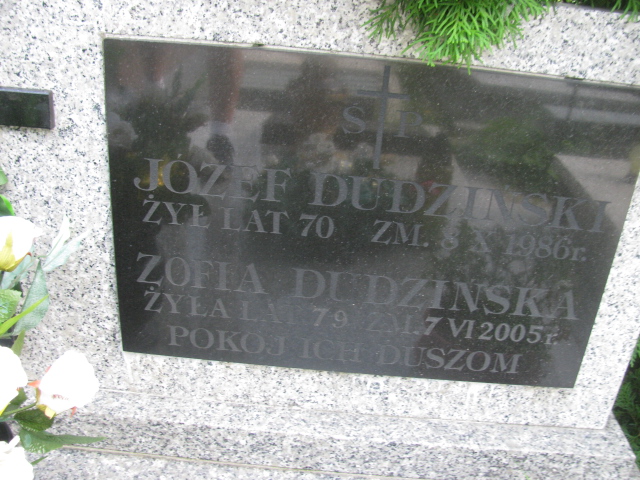 Ś P
JÓZEF DUDZIŃSKI
ŻYŁ LAT 70 ZM. 8 X 1986r.
ZOFIA DUDZIŃSKA
ŻYŁA LAT 79 ZM. 7 VI 2005r.
POKÓJ ICH DUSZOM